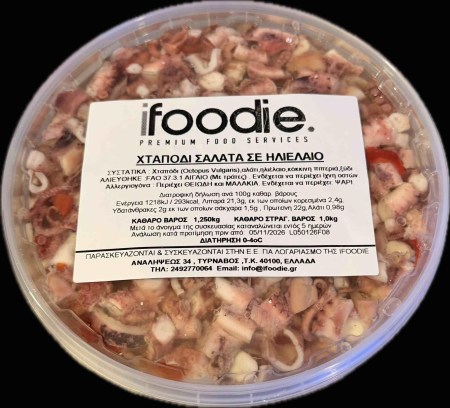 ifoodie.
PREMIUM FOOD SERVICES
ΧΤΑΠΟΔΙ ΣΑΛΑΤΑ ΣΕ ΗΛΙΕΛΑΙΟ
ΣΥΣΤΑΤΙΚΑ : Χταπόδι (Octopus Vulgaris),αλάτι,ηλιέλαιο,κόκκινη πιπεριά,ξύδι
ΑΛΙΕΥΘΗΚΕ FAO 37.3.1 ΑΙΓΑΙΟ (Με τράτες) . Ενδέχεται να περιέχει ίχνη οστών
Αλλεργιογόνα : Περιέχει ΘΕΙΩΔΗ και ΜΑΛΑΚΙΑ. Ενδέχεται να περιέχει ΨΑΡΙ
Διατροφική δήλωση ανά 100g καθαρ. βάρους
Ενέργεια 1218kJ / 293kcal, Λιπαρά 21,3g, εκ των οποίων κορεσμένα 2,4g,
Υδατάνθρακες 2g εκ των οποίων σάκχαρα 1,5g., Πρωτεΐνη 22g, Αλάτι 0,98g
ΚΑΘΑΡΟ ΒΑΡΟΣ 1,250kg ΚΑΘΑΡΟ ΣΤΡΑΓ. ΒΑΡΟΣ 1,0kg
Μετά το άνοιγμα της συσκευασίας καταναλώνεται εντός 5 ημερών
Ανάλωση κατά προτίμηση πριν από 05/11/2026 L050126F08
ΔΙΑΤΗΡΗΣΗ 0-4oC
ΠΑΡΑΣΚΕΥΑΖΟΝΤΑΙ & ΣΥΣΚΕΥΑΖΟΝΤΑΙ ΣΤΗΝ Ε.Ε. ΓΙΑ ΛΟΓΑΡΙΑΣΜΟ ΤΗΣ IFOODIE
ΑΝΑΛΗΨΕΩΣ 34 , ΤΥΡΝΑΒΟΣ ,Τ.Κ. 40100, ΕΛΛΑΔΑ
ΤΗΛ: 2492770064 Email: info@ifoodie.gr